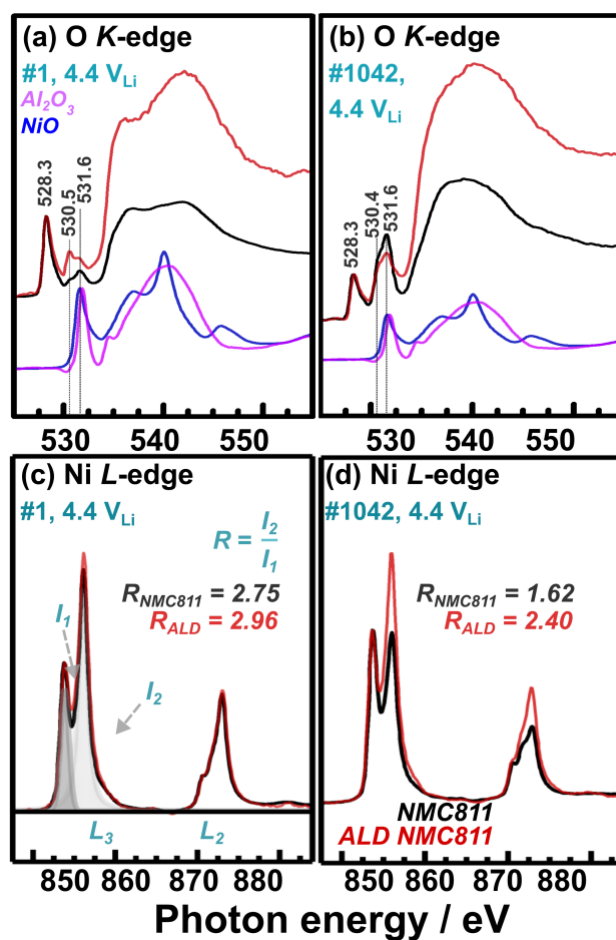 (a) O K-edge
#1, 4.4 VLi
Al2O3
NiO
528.3
530.5
531.6
530 540 550
(b) O K-edge
#1042,
4.4 VLi
528.3
530.4
531.6
530 540 550
(c) Ni L-edge
#1, 4.4 VLi
R = I2/I1
RNMC811 = 2.75
RALD = 2.96
I1
I2
L3 L2
850 860 870 880
(d) Ni L-edge
#1042, 4.4 VLi
RNMC811 = 1.62
RALD = 2.40
NMC811
ALD NMC811
850 860 870 880
Photon energy / eV